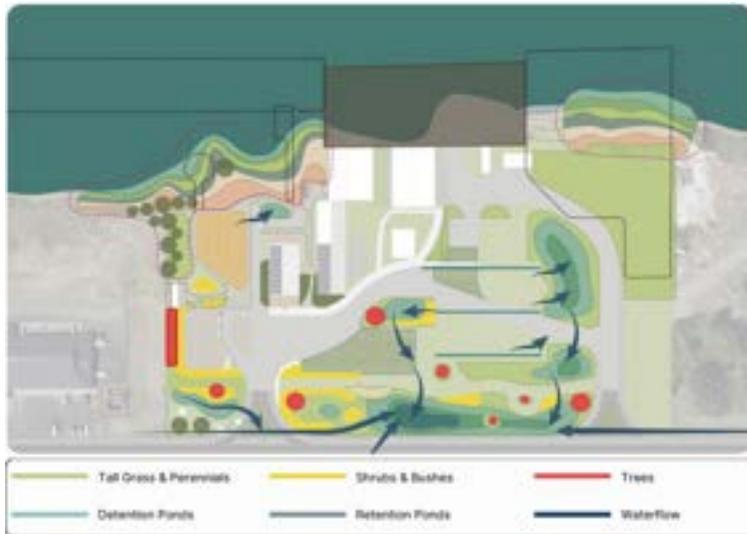 Tall Grass & Perennials Shrubs & Bushes Trees
Detention Ponds Retention Ponds Waterflow